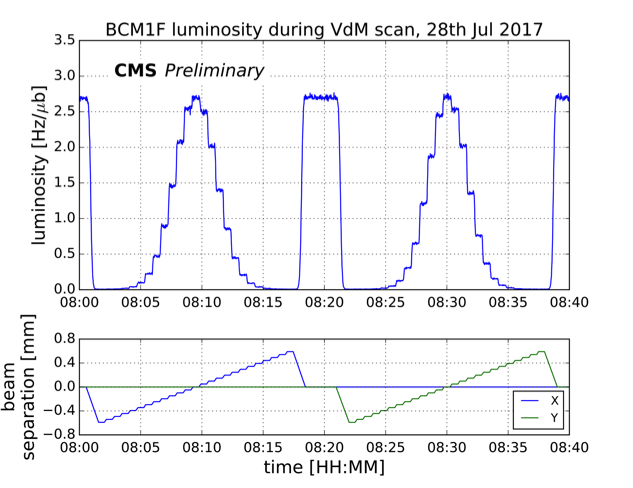 BCM1F luminosity during VdM scan, 28th Jul 2017
3.5
3.0
2.5
2.0
1.5
1.0
0.5
0.0
luminosity [Hz/μb]
CMS Preliminary
08:00 08:05 08:10 08:15 08:20 08:25 08:30 08:35 08:40
0.8
0.4
0.0
−0.4
−0.8
beam
separation [mm]
X
Y
08:00 08:05 08:10 08:15 08:20 08:25 08:30 08:35 08:40
time [HH:MM]